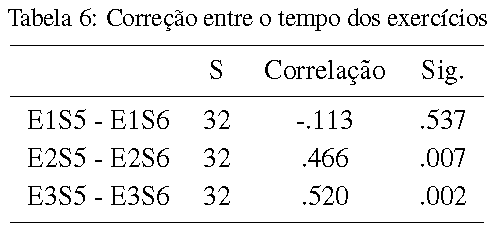 Tabela 6: Correção entre o tempo dos exercícios
S Correlação Sig.
E1S5 - E1S6 32 -.113 .537
E2S5 - E2S6 32 .466 .007
E3S5 - E3S6 32 .520 .002